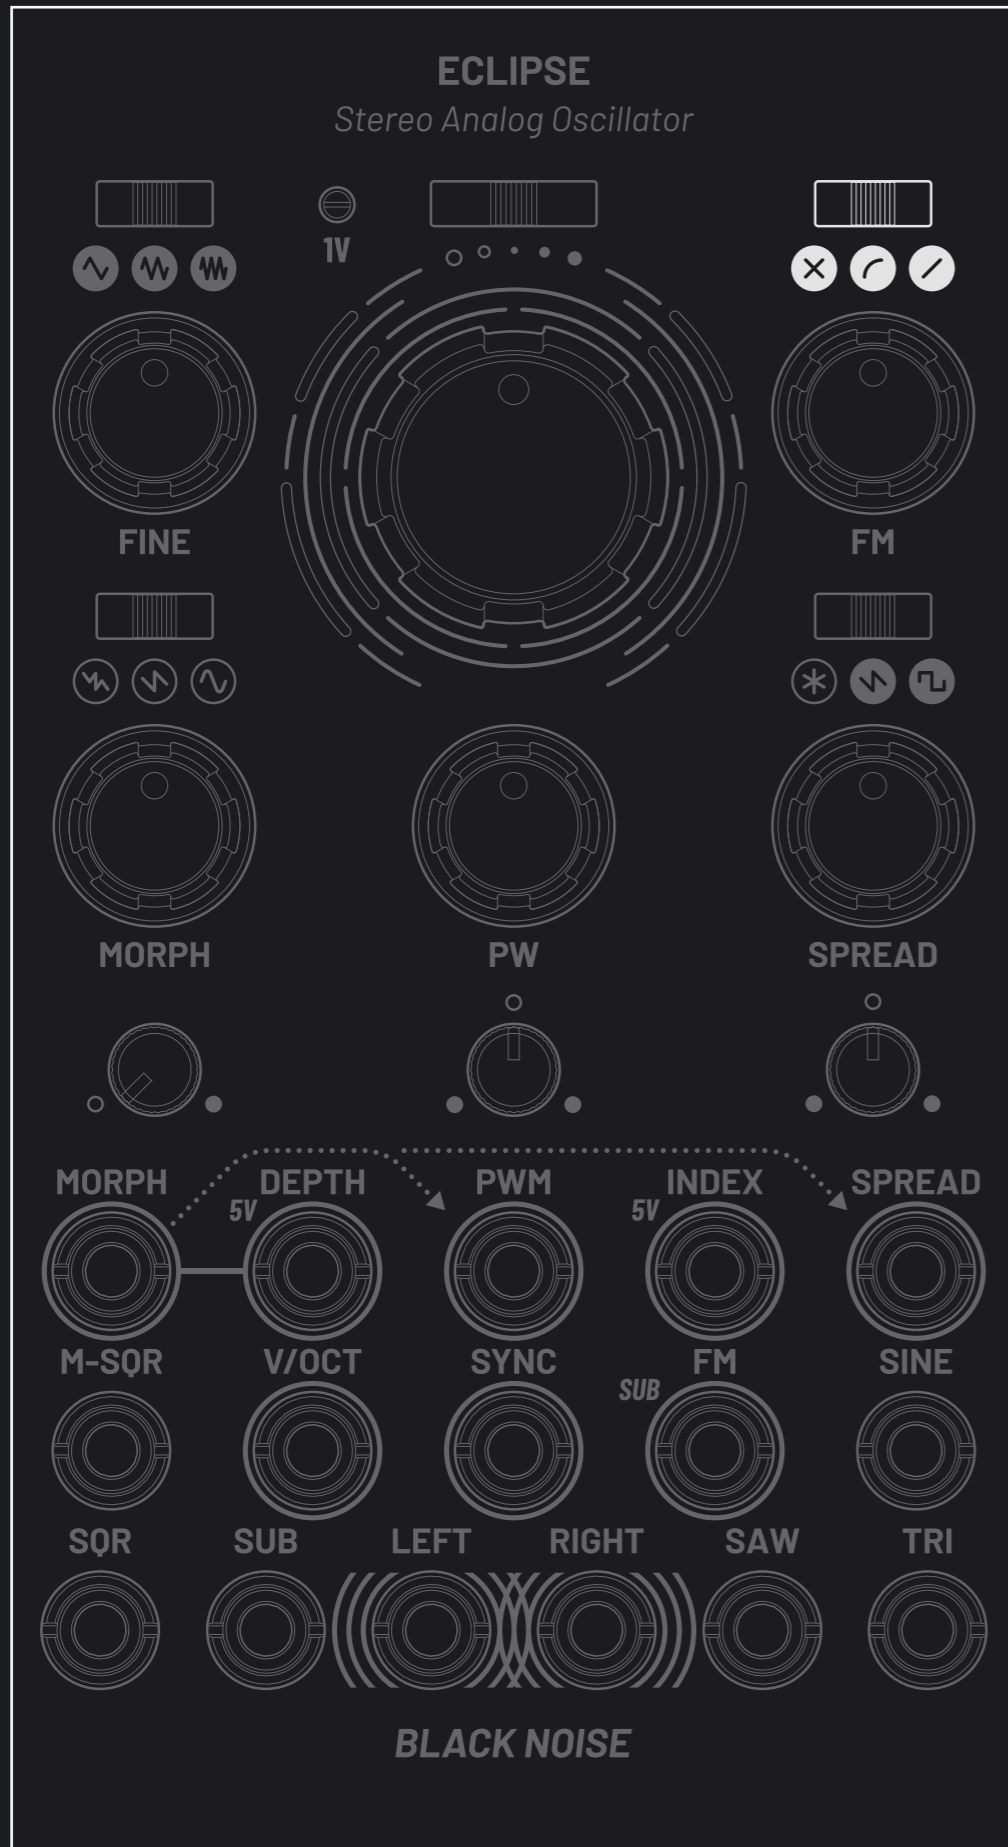 ECLIPSE
Stereo Analog Oscillator
1V
FINE
FM
MORPH PW SPREAD
MORPH DEPTH PWM INDEX SPREAD
5V 5V
M-SQR V/OCT SYNC FM SINE
SUB
SQR SUB LEFT RIGHT SAW TRI
BLACK NOISE